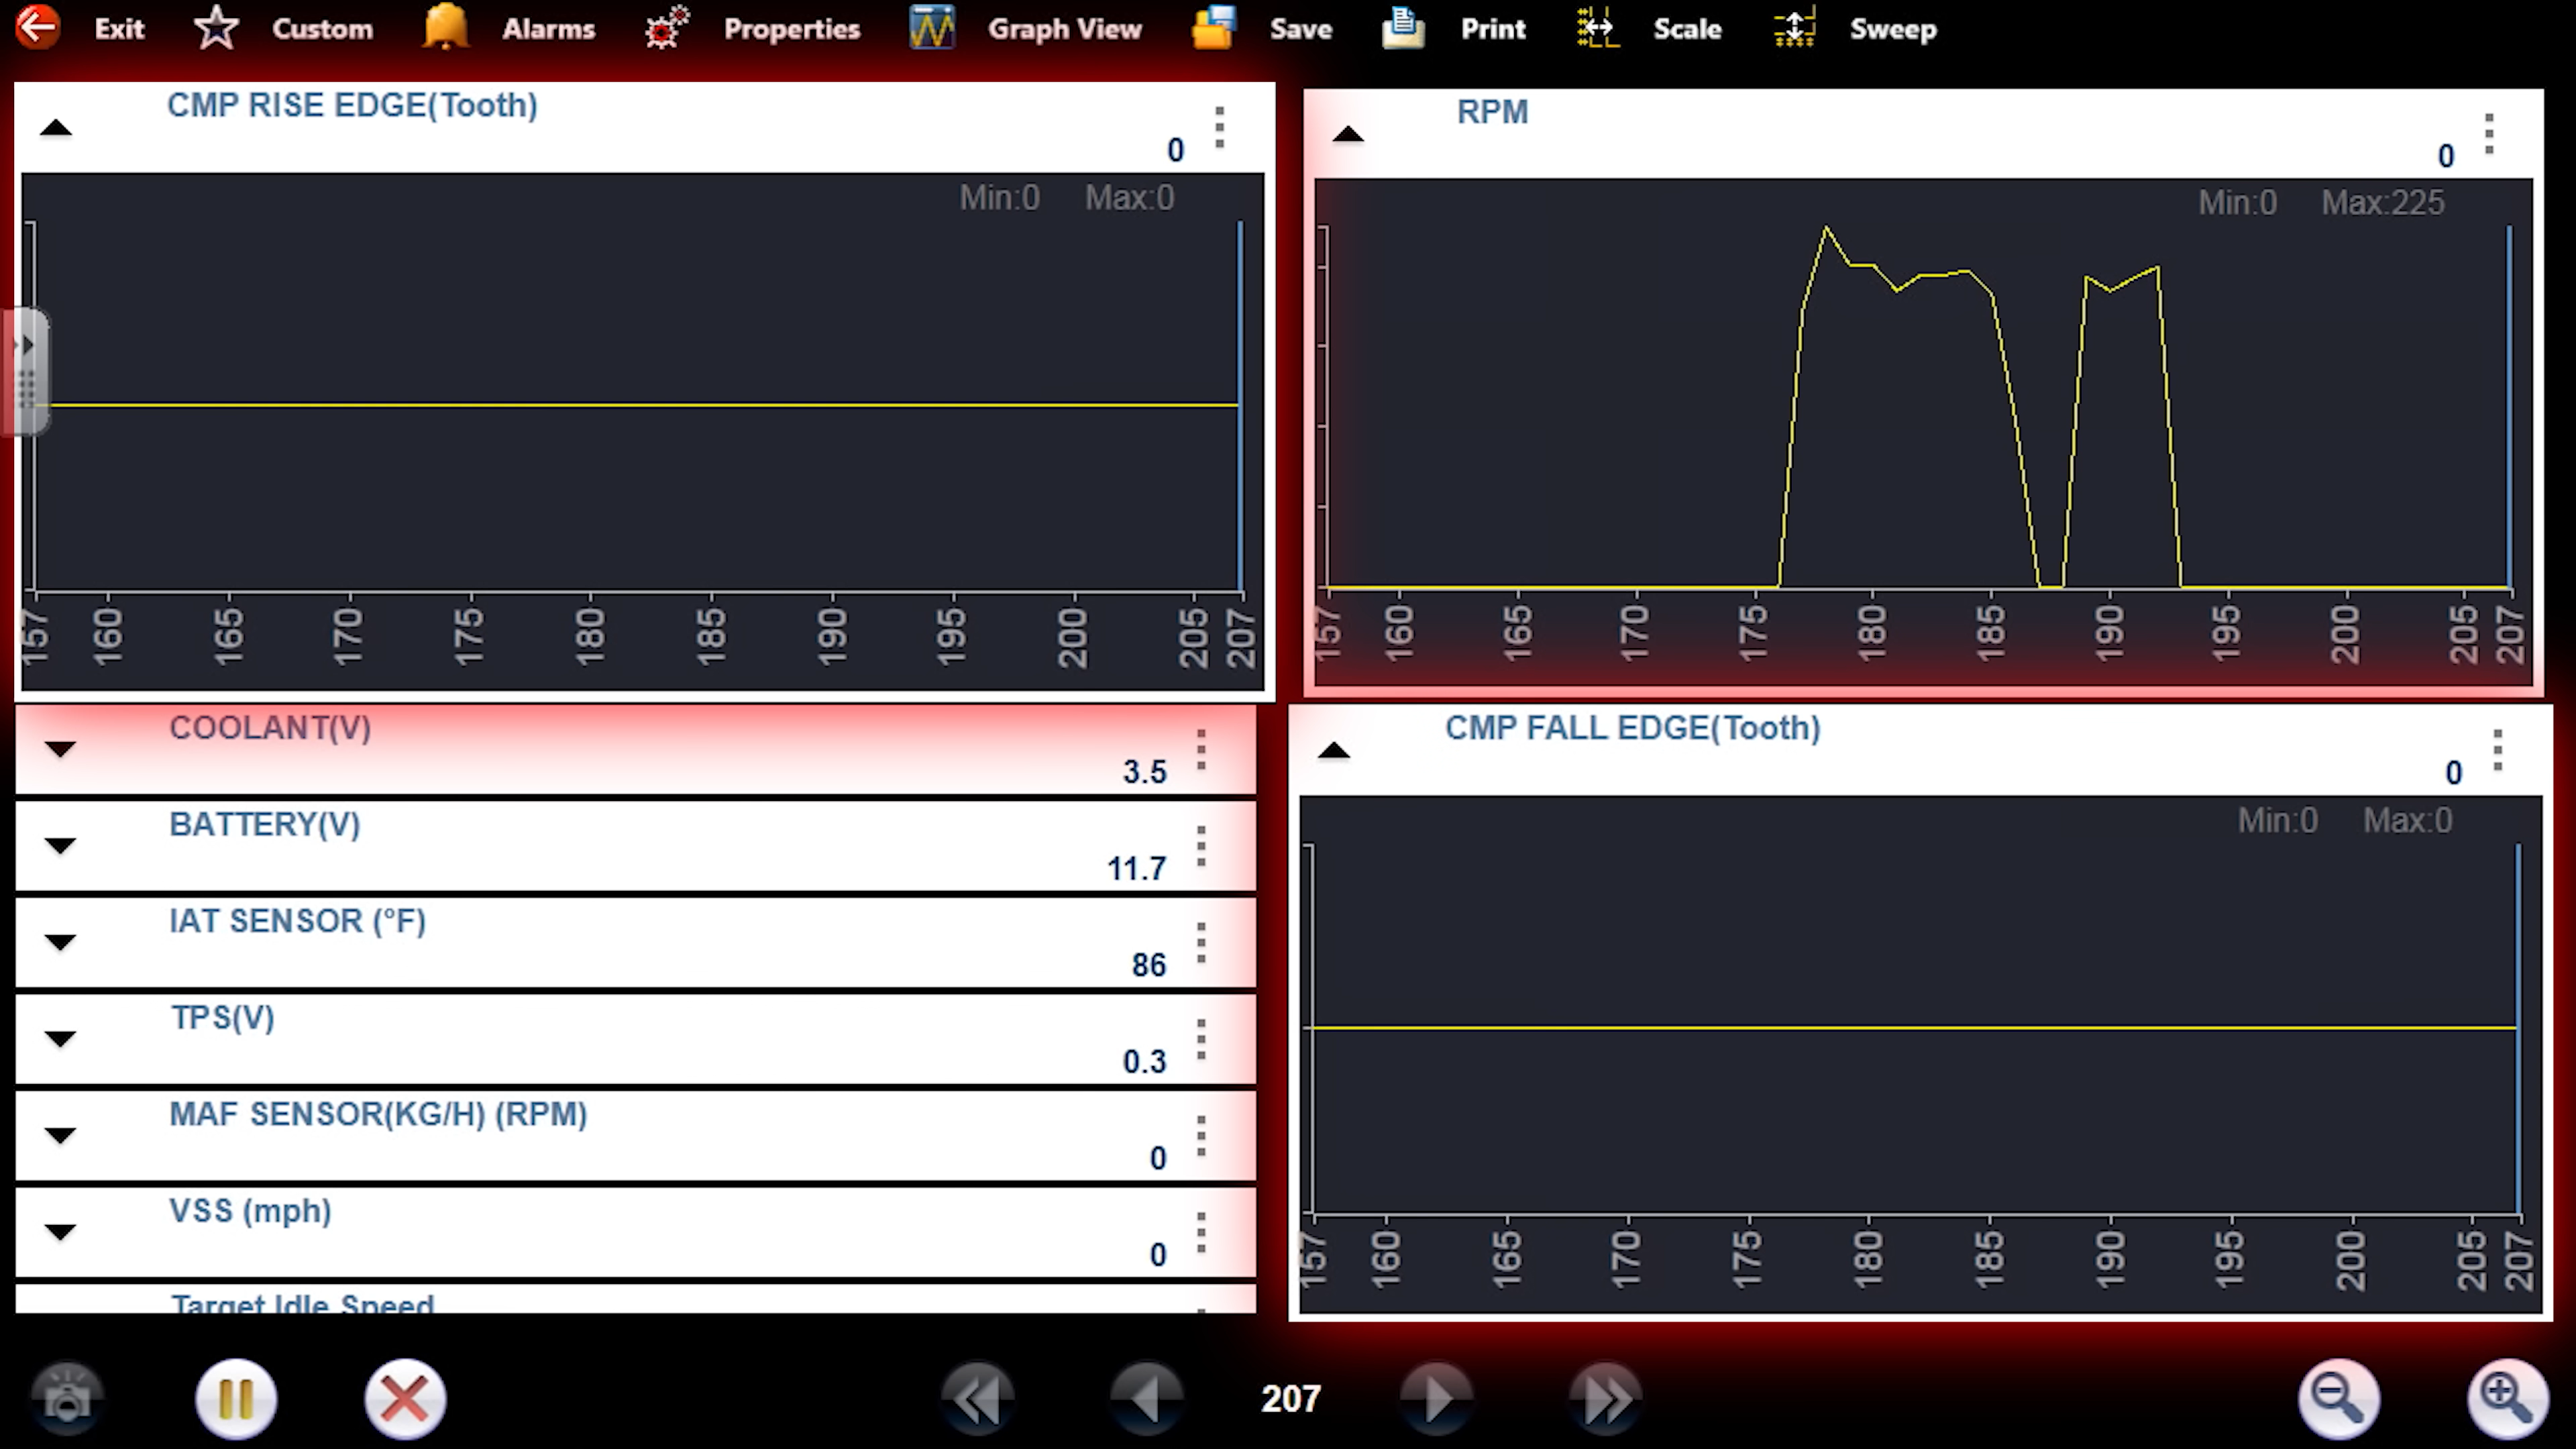 Exit Custom Alarms Properties Graph View Save Print Scale Sweep
CMP RISE EDGE(Tooth)
0
Min:0 Max:0
157 160 165 170 175 180 185 190 195 200 205 207
RPM
0
Min:0 Max:225
157 160 165 170 175 180 185 190 195 200 205 207
COOLANT(V)
3.5
BATTERY(V)
11.7
IAT SENSOR (°F)
86
TPS(V)
0.3
MAF SENSOR(KG/H) (RPM)
0
VSS (mph)
0
Target Idle Speed
CMP FALL EDGE(Tooth)
0
Min:0 Max:0
157 160 165 170 175 180 185 190 195 200 205 207
207